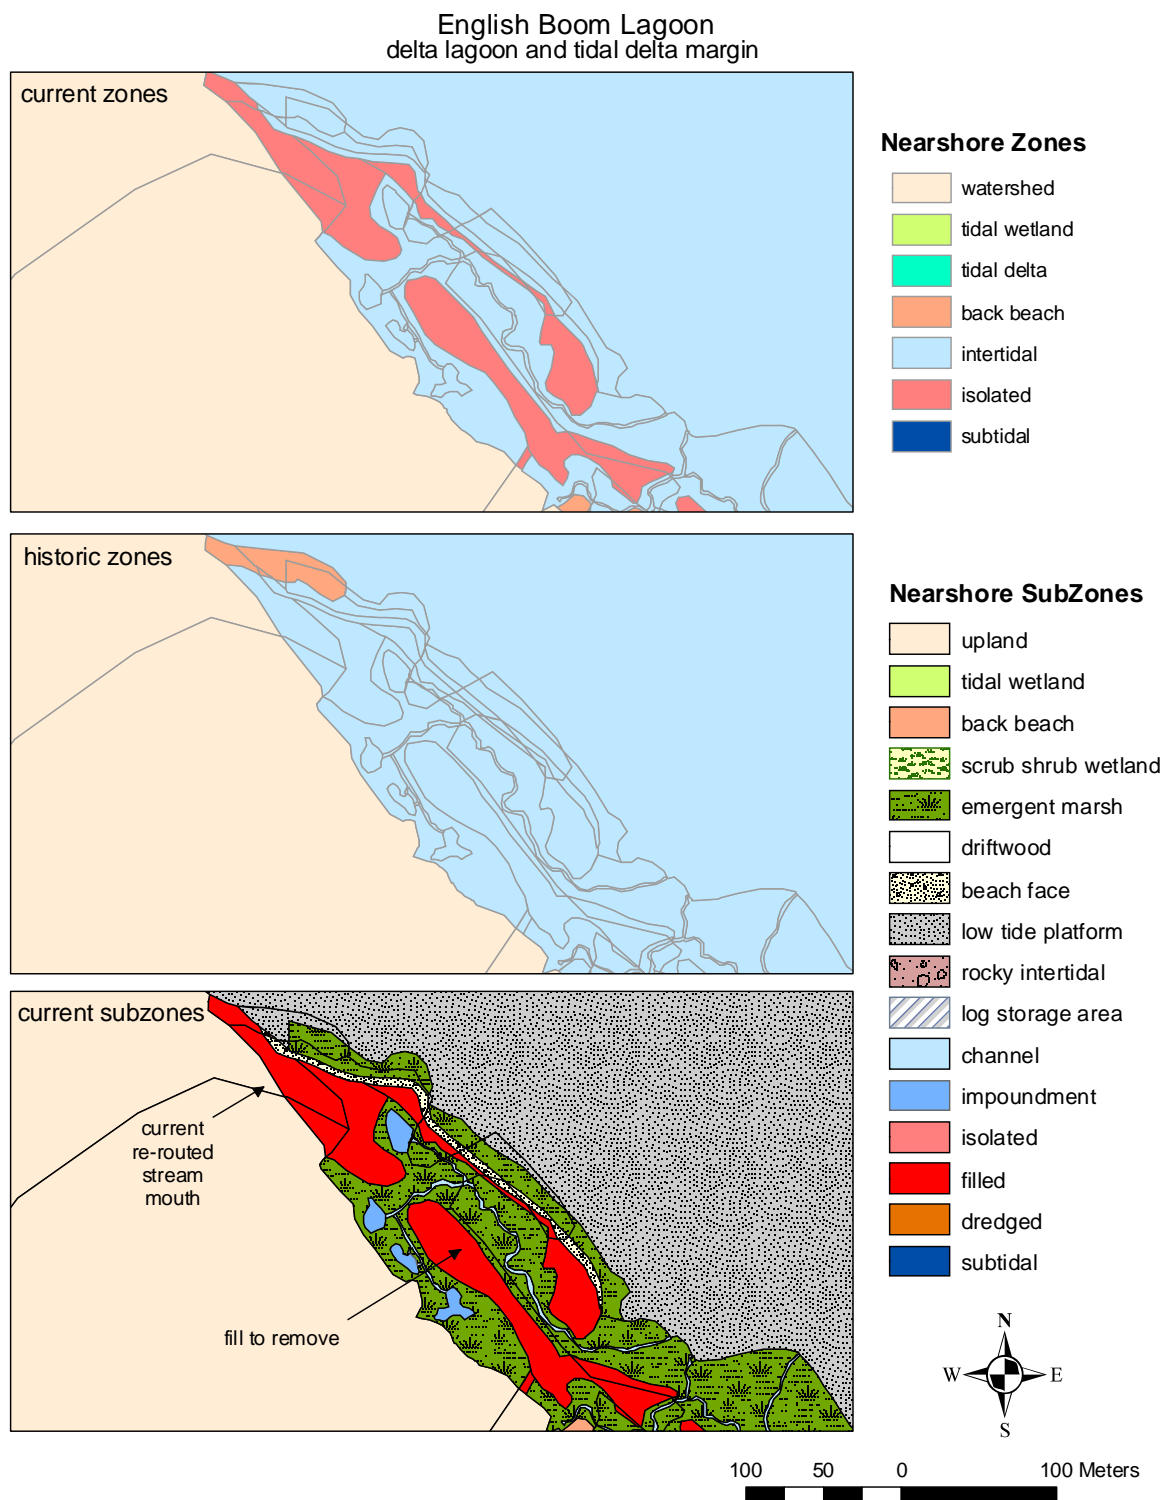 English Boom Lagoon
delta lagoon and tidal delta margin
current zones
Nearshore Zones
watershed
tidal wetland
tidal delta
back beach
intertidal
isolated
subtidal
historic zones
Nearshore SubZones
upland
tidal wetland
back beach
scrub shrub wetland
emergent marsh
driftwood
beach face
low tide platform
rocky intertidal
log storage area
channel
impoundment
isolated
filled
dredged
subtidal
current subzones
current
re-routed
stream
mouth
fill to remove
N
W E
S
100 50 0 100 Meters